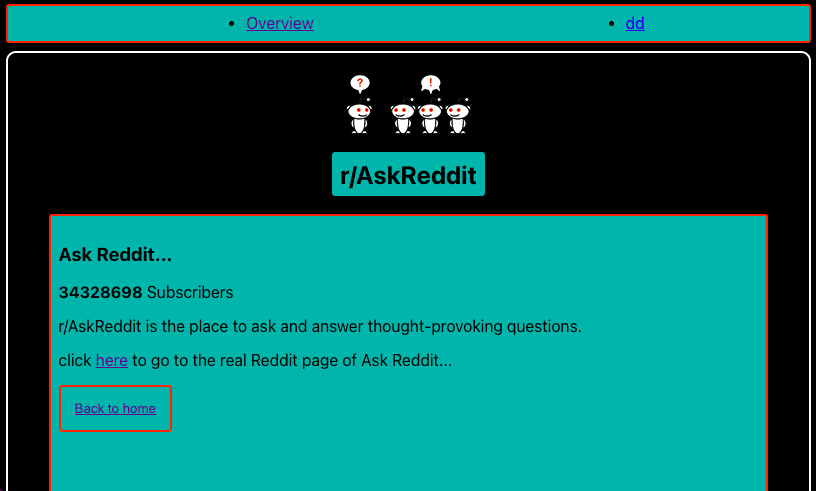 Overview
dd
? !
r/AskReddit
Ask Reddit...
34328698 Subscribers
r/AskReddit is the place to ask and answer thought-provoking questions.
click here to go to the real Reddit page of Ask Reddit...
Back to home